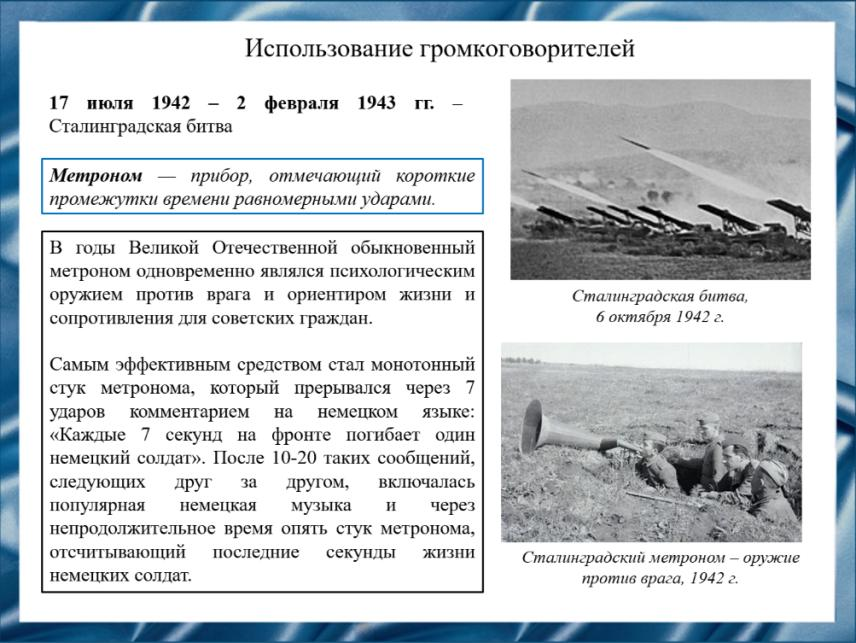 Использование громкоговорителей
17 июля 1942 – 2 февраля 1943 гг. –
Сталинградская битва
Метроном — прибор, отмечающий короткие
промежутки времени равномерными ударами.
В годы Великой Отечественной обыкновенный
метроном одновременно являлся психологическим
оружием против врага и ориентиром жизни и
сопротивления для советских граждан.
Самым эффективным средством стал монотонный
стук метронома, который прерывался через 7
ударов комментарием на немецком языке:
«Каждые 7 секунд на фронте погибает один
немецкий солдат». После 10-20 таких сообщений,
следующих друг за другом, включалась
популярная немецкая музыка и через
непродолжительное время опять стук метронома,
отсчитывающий последние секунды жизни
немецких солдат.
Сталинградская битва,
6 октября 1942 г.
Сталинградский метроном – оружие
против врага, 1942 г.